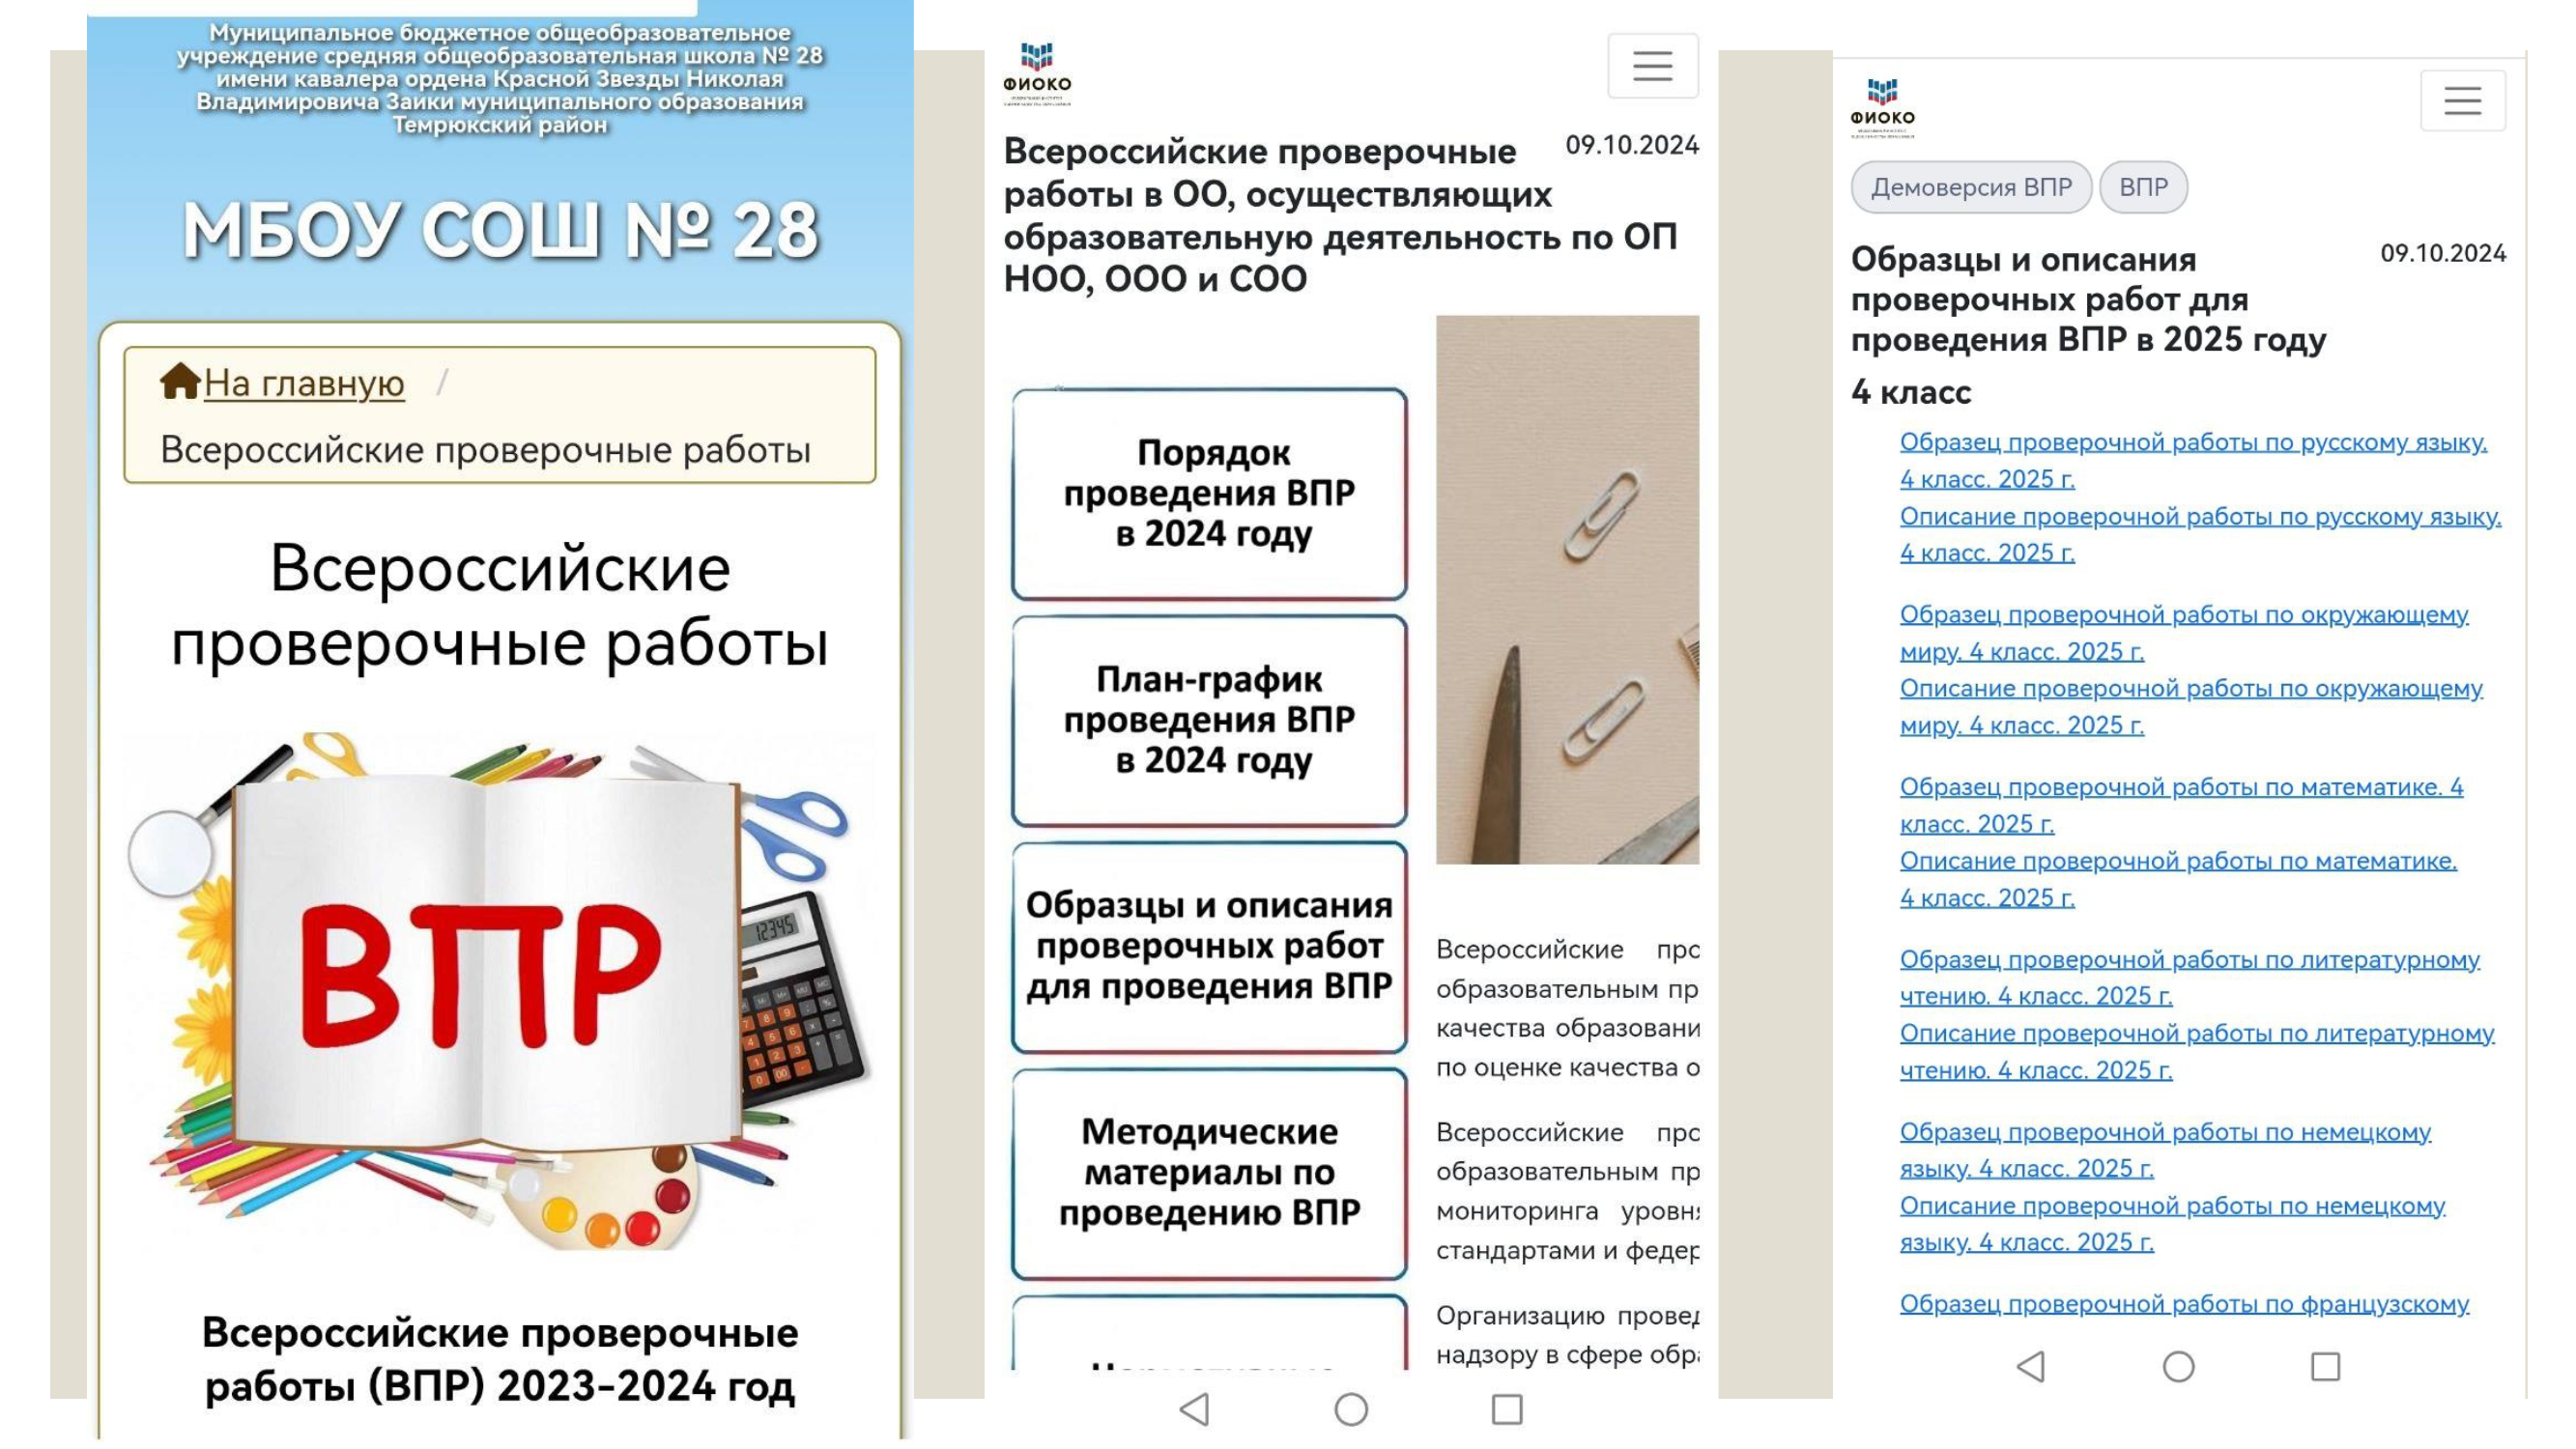 Муниципальное бюджетное общеобразовательное
учреждение средняя общеобразовательная школа № 28
имени кавалера ордена Красной Звезды Николая
Владимировича Заики муниципального образования
Темрюкский район
МБОУ СОШ № 28
На главную /
Всероссийские проверочные работы
Всероссийские
проверочные работы
12345
ВПР
Всероссийские проверочные
работы (ВПР) 2023-2024 год
ФИОКО
Всероссийские проверочные
работы в ОО, осуществляющих
образовательную деятельность по ОП
НОО, ООО и СОО
09.10.2024
Порядок
проведения ВПР
в 2024 году
План-график
проведения ВПР
в 2024 году
Образцы и описания
проверочных работ
для проведения ВПР
Методические
материалы по
проведению ВПР
Всероссийские прс
образовательным пр
качества образовани
по оценке качества о
Всероссийские прс
образовательным пр
мониторинга уровн
стандартами и федер
Организацию провед
надзору в сфере обра
ФИОКО
Демоверсия ВПР
ВПР
Образцы и описания
проверочных работ для
проведения ВПР в 2025 году
09.10.2024
4 класс
Образец проверочной работы по русскому языку.
4 класс. 2025 г.
Описание проверочной работы по русскому языку.
4 класс. 2025 г.
Образец проверочной работы по окружающему
миру. 4 класс. 2025 г.
Описание проверочной работы по окружающему
миру. 4 класс. 2025 г.
Образец проверочной работы по математике. 4
класс. 2025 г.
Описание проверочной работы по математике.
4 класс. 2025 г.
Образец проверочной работы по литературному
чтению. 4 класс. 2025 г.
Описание проверочной работы по литературному
чтению. 4 класс. 2025 г.
Образец проверочной работы по немецкому
языку. 4 класс. 2025 г.
Описание проверочной работы по немецкому
языку. 4 класс. 2025 г.
Образец проверочной работы по французскому